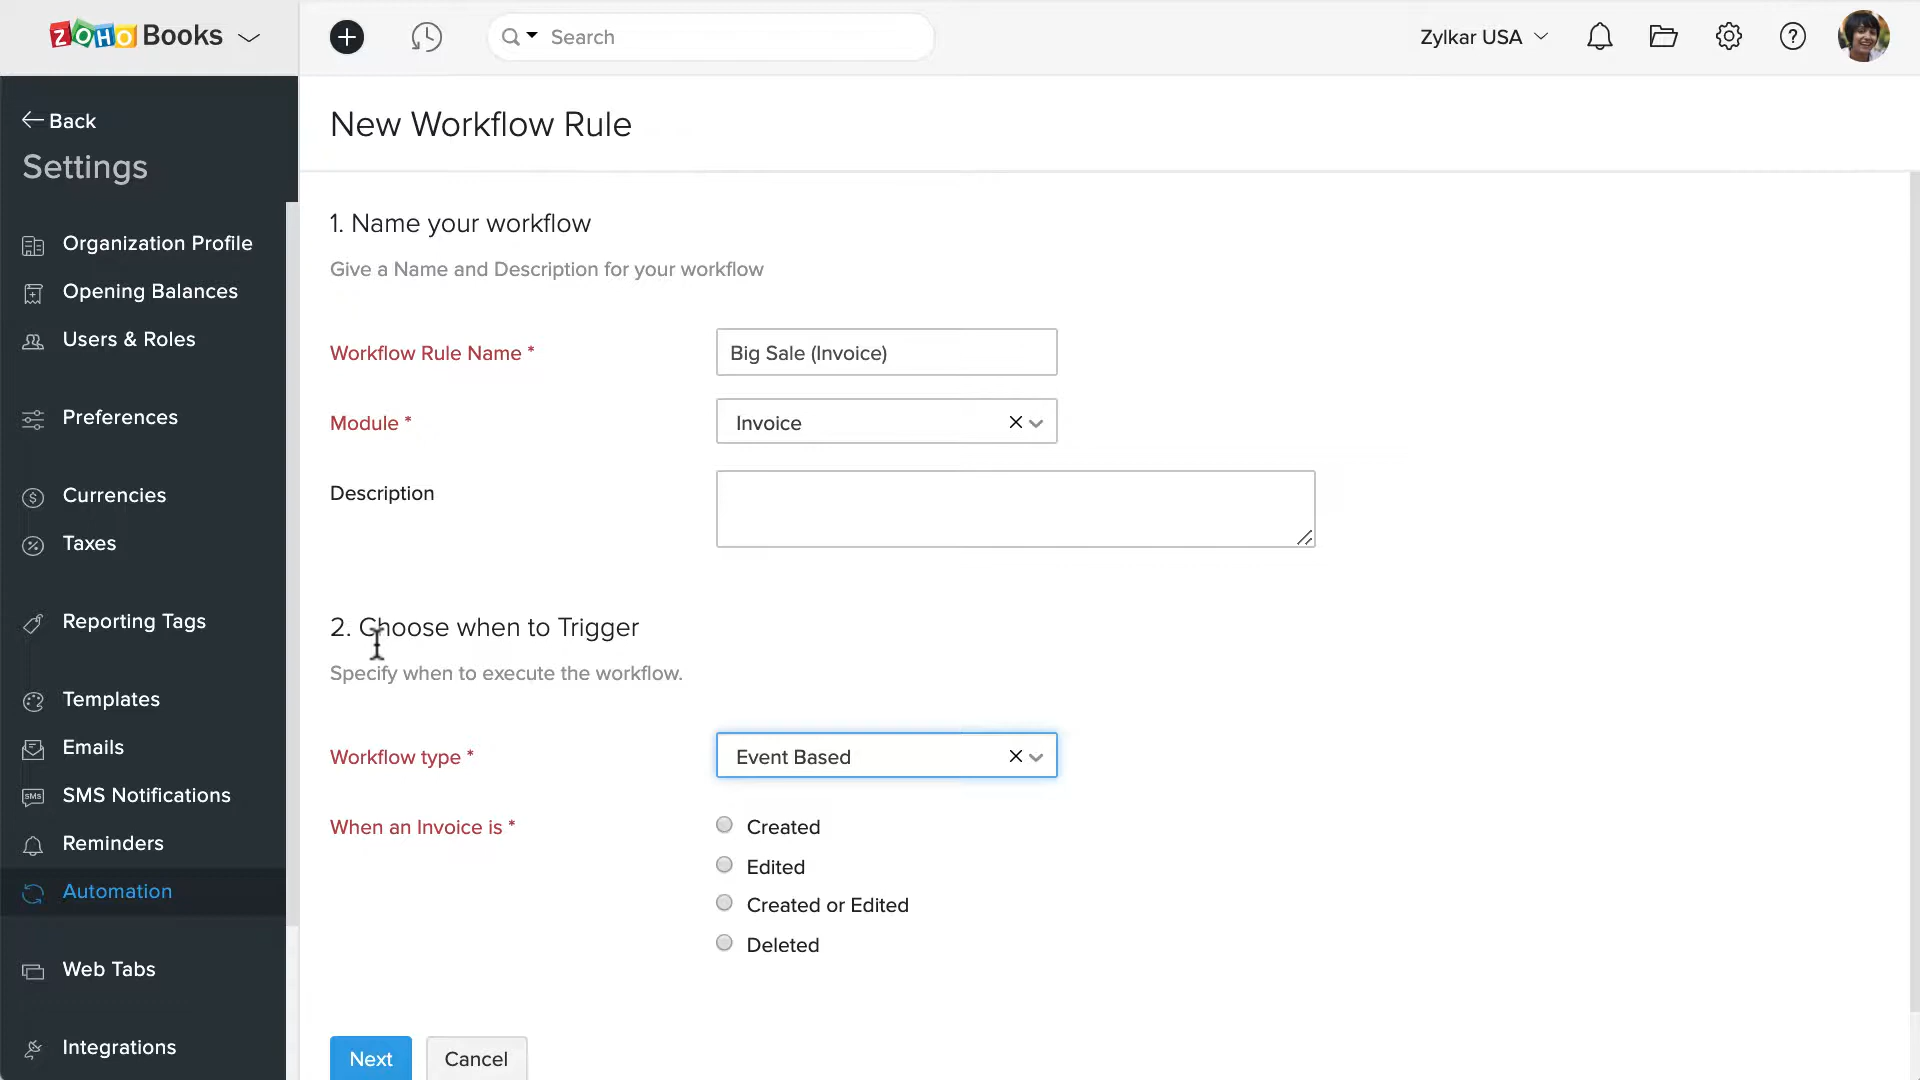 ZOHO Books
Search
Zylkar USA
Back
Settings
Organization Profile
Opening Balances
Users & Roles
Preferences
Currencies
Taxes
Reporting Tags
Templates
Emails
SMS Notifications
SMS
Reminders
Automation
Web Tabs
Integrations
New Workflow Rule
1. Name your workflow
Give a Name and Description for your workflow
Workflow Rule Name *
Big Sale (Invoice)
Module *
Invoice
Description
2. Choose when to Trigger
Specify when to execute the workflow.
Workflow type *
Event Based
When an Invoice is *
Created
Edited
Created or Edited
Deleted
Next
Cancel